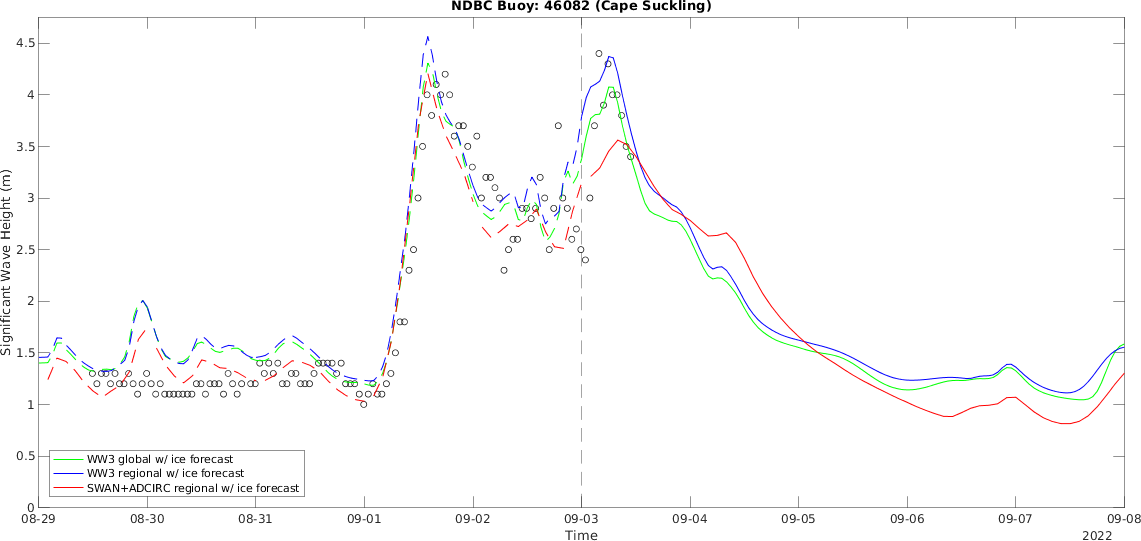 NDBC Buoy: 46082 (Cape Suckling)
Significant Wave Height (m)
4.5
4
3.5
3
2.5
2
1.5
1
0.5
0
WW3 global w/ ice forecast
WW3 regional w/ ice forecast
SWAN+ADCIRC regional w/ ice forecast
08-29 08-30 08-31 09-01 09-02 09-03 09-04 09-05 09-06 09-07 09-08
Time
2022